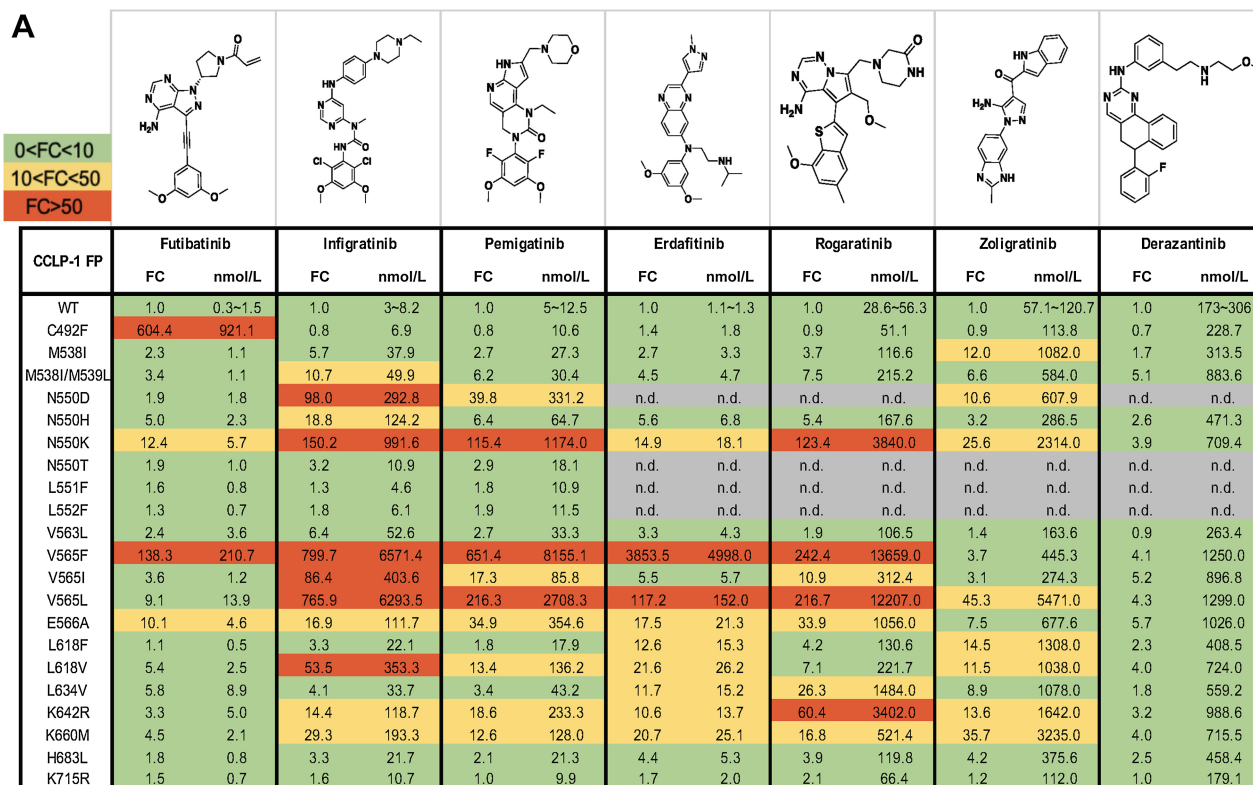 A
0<FC<10
10<FC<50
FC>50
CCLP-1 FP Futibatinib Infigratinib Pemigatinib Erdafitinib Rogaratinib Zoligratinib Derazantinib
FC nmol/L FC nmol/L FC nmol/L FC nmol/L FC nmol/L FC nmol/L FC nmol/L
WT 1.0 0.3~1.5 1.0 3~8.2 1.0 5~12.5 1.0 1.1~1.3 1.0 28.6~56.3 1.0 57.1~120.7 1.0 173~306
C492F 604.4 921.1 0.8 6.9 0.8 10.6 1.4 1.8 0.9 51.1 0.9 113.8 0.7 228.7
M538I 2.3 1.1 5.7 37.9 2.7 27.3 2.7 3.3 3.7 116.6 12.0 1082.0 1.7 313.5
M538I/M539L 3.4 1.1 10.7 49.9 6.2 30.4 4.5 4.7 7.5 215.2 6.6 584.0 5.1 883.6
N550D 1.9 1.8 98.0 292.8 39.8 331.2 n.d. n.d. n.d. n.d. 10.6 607.9 n.d. n.d.
N550H 5.0 2.3 18.8 124.2 6.4 64.7 5.6 6.8 5.4 167.6 3.2 286.5 2.6 471.3
N550K 12.4 5.7 150.2 991.6 115.4 1174.0 14.9 18.1 123.4 3840.0 25.6 2314.0 3.9 709.4
N550T 1.9 1.0 3.2 10.9 2.9 18.1 n.d. n.d. n.d. n.d. n.d. n.d. n.d. n.d.
L551F 1.6 0.8 1.3 4.6 1.8 10.9 n.d. n.d. n.d. n.d. n.d. n.d. n.d. n.d.
L552F 1.3 0.7 1.8 6.1 1.9 11.5 n.d. n.d. n.d. n.d. n.d. n.d. n.d. n.d.
V563L 2.4 3.6 6.4 52.6 2.7 33.3 3.3 4.3 1.9 106.5 1.4 163.6 0.9 263.4
V565F 138.3 210.7 799.7 6571.4 651.4 8155.1 3853.5 4998.0 242.4 13659.0 3.7 445.3 4.1 1250.0
V565I 3.6 1.2 86.4 403.6 17.3 85.8 5.5 5.7 10.9 312.4 3.1 274.3 5.2 896.8
V565L 9.1 13.9 765.9 6293.5 216.3 2708.3 117.2 152.0 216.7 12207.0 45.3 5471.0 4.3 1299.0
E566A 10.1 4.6 16.9 111.7 34.9 354.6 17.5 21.3 33.9 1056.0 7.5 677.6 5.7 1026.0
L618F 1.1 0.5 3.3 22.1 1.8 17.9 12.6 15.3 4.2 130.6 14.5 1308.0 2.3 408.5
L618V 5.4 2.5 53.5 353.3 13.4 136.2 21.6 26.2 7.1 221.7 11.5 1038.0 4.0 724.0
L634V 5.8 8.9 4.1 33.7 3.4 43.2 11.7 15.2 26.3 1484.0 8.9 1078.0 1.8 559.2
K642R 3.3 5.0 14.4 118.7 18.6 233.3 10.6 13.7 60.4 3402.0 13.6 1642.0 3.2 988.6
K660M 4.5 2.1 29.3 193.3 12.6 128.0 20.7 25.1 16.8 521.4 35.7 3235.0 4.0 715.5
H683L 1.8 0.8 3.3 21.7 2.1 21.3 4.4 5.3 3.9 119.8 4.2 375.6 2.5 458.4
K715R 1.5 0.7 1.6 10.7 1.0 9.9 1.7 2.0 2.1 66.4 1.2 112.0 1.0 179.1